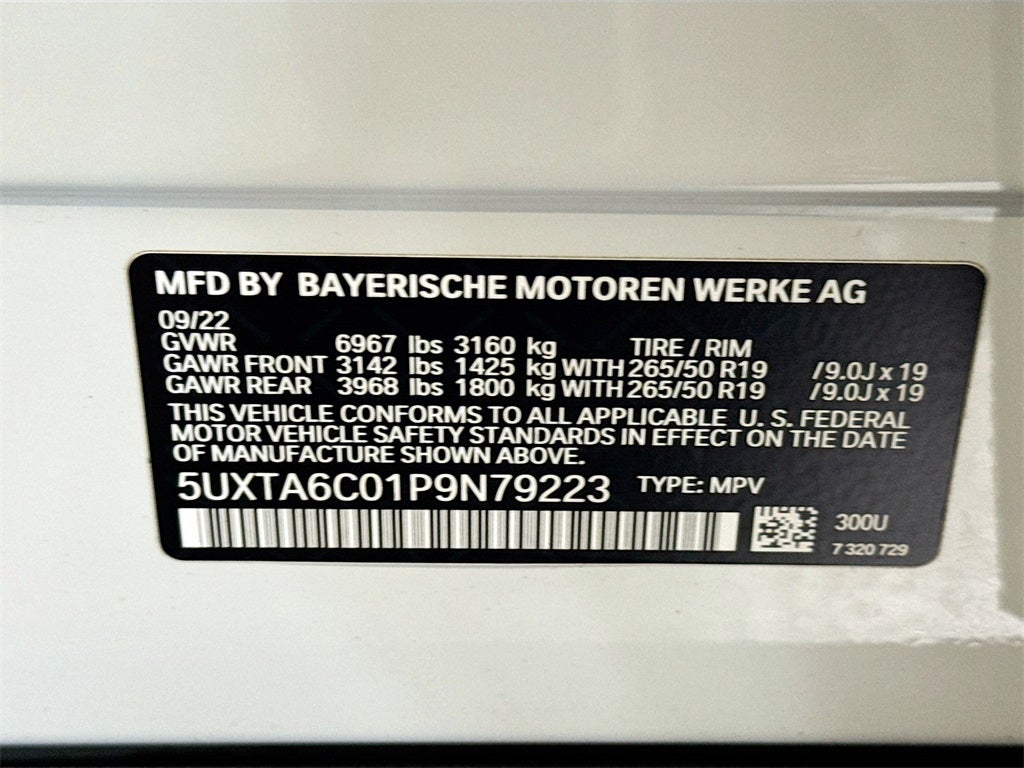 MFD BY BAYERISCHE MOTOREN WERKE AG
09/22
GVWR 6967 lbs 3160 kg TIRE / RIM
GAWR FRONT 3142 lbs 1425 kg WITH 265/50 R19 /9.0J x 19
GAWR REAR 3968 lbs 1800 kg WITH 265/50 R19 /9.0J x 19
THIS VEHICLE CONFORMS TO ALL APPLICABLE U. S. FEDERAL
MOTOR VEHICLE SAFETY STANDARDS IN EFFECT ON THE DATE
OF MANUFACTURE SHOWN ABOVE.
5UXTA6C01P9N79223 TYPE: MPV
300U
7 320 729